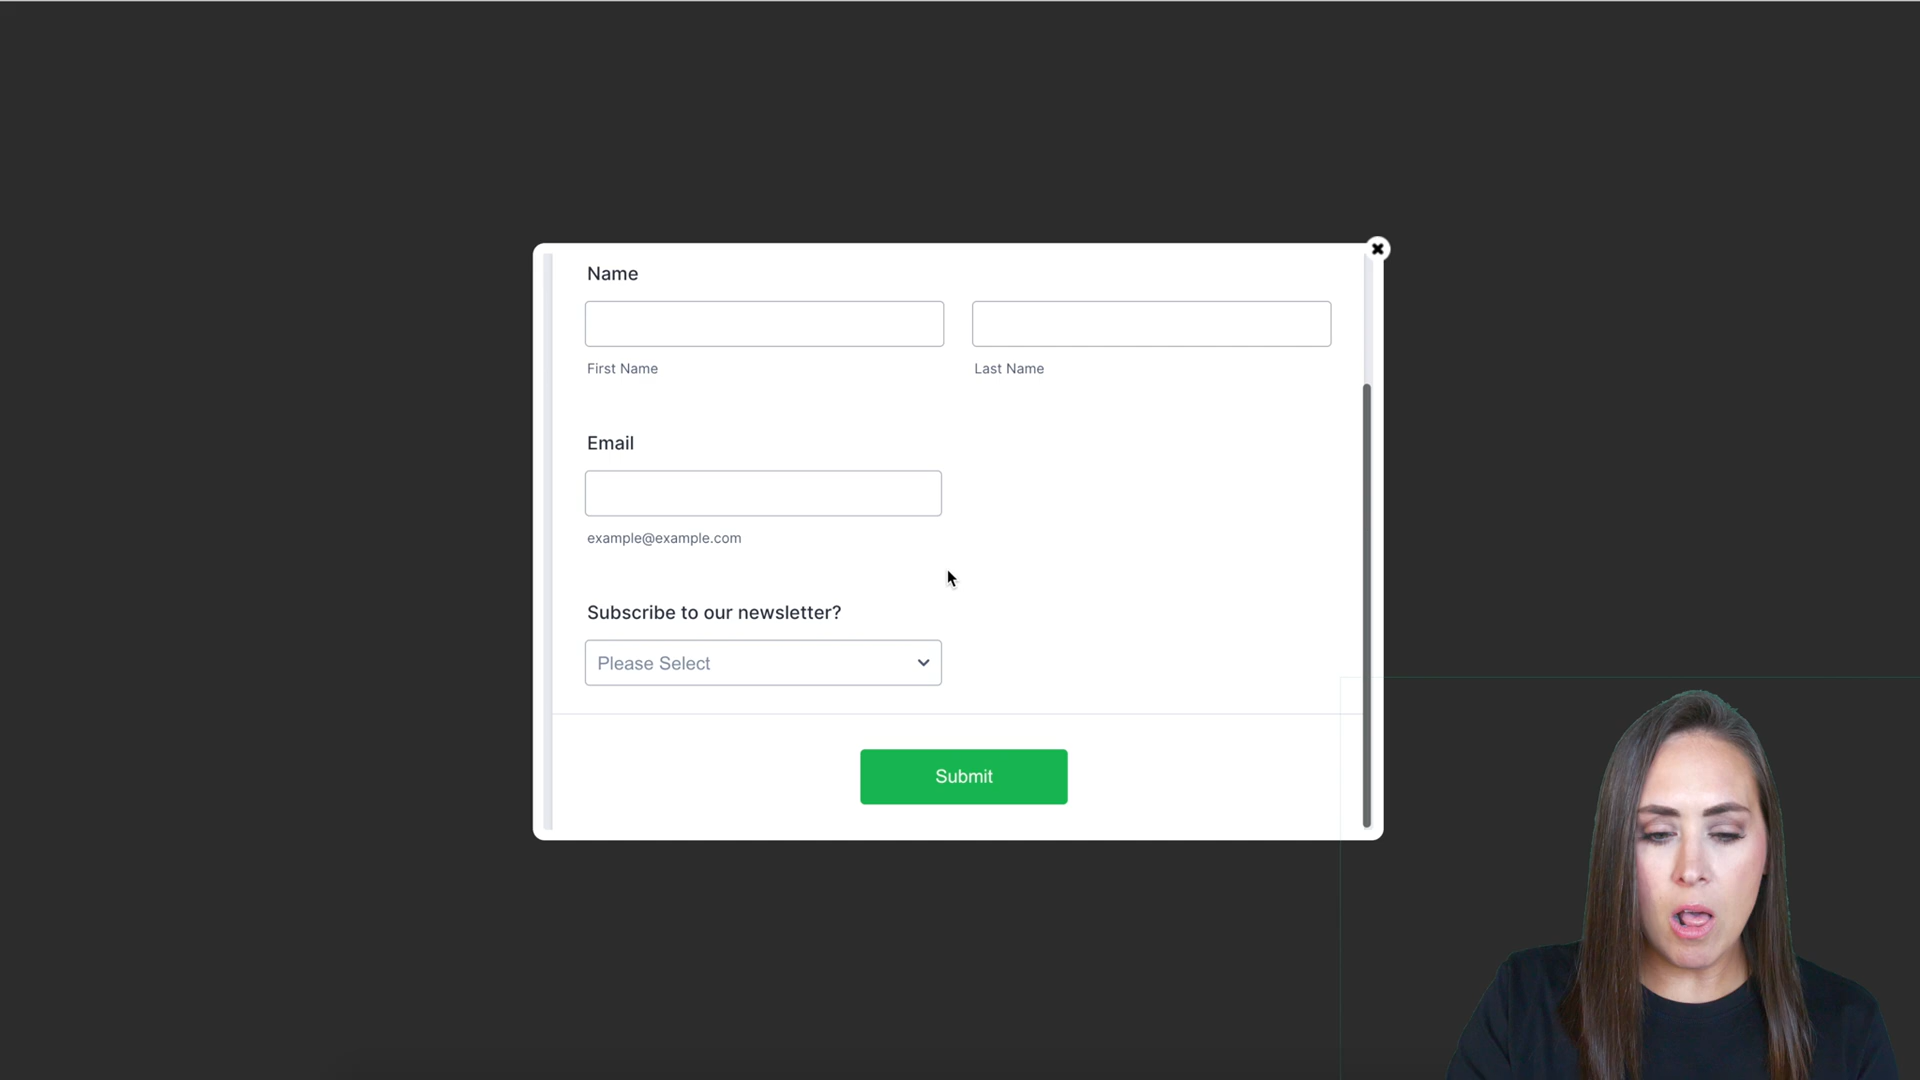 Name
First Name
Last Name
Email
example@example.com
Subscribe to our newsletter?
Please Select
Submit